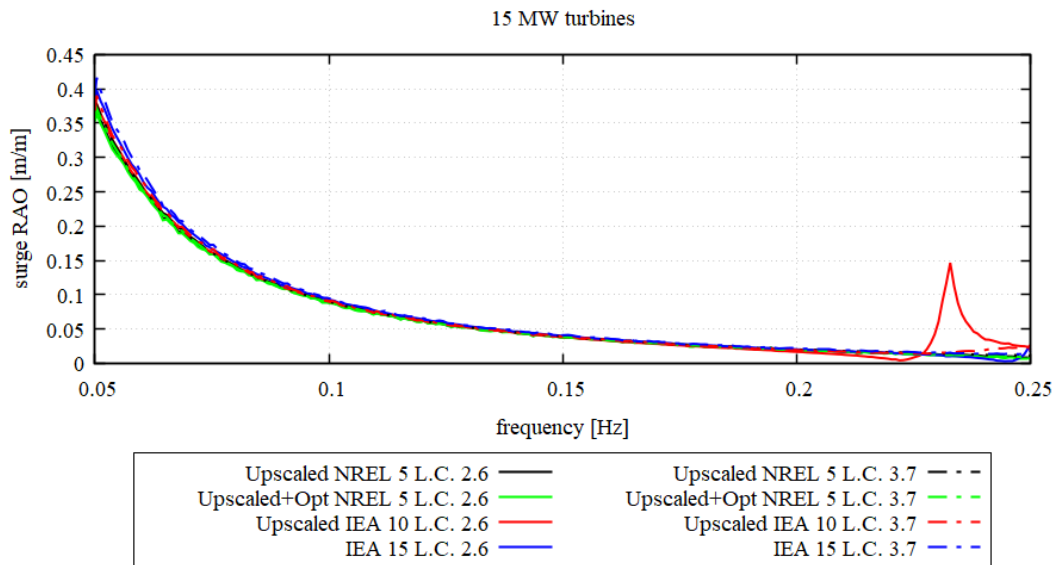 15 MW turbines
0.45
0.4
0.35
0.3
0.25
0.2
0.15
0.1
0.05
0
surge RAO [m/m]
0.05 0.1 0.15 0.2 0.25
frequency [Hz]
Upscaled NREL 5 L.C. 2.6 Upscaled NREL 5 L.C. 3.7
Upscaled+Opt NREL 5 L.C. 2.6 Upscaled+Opt NREL 5 L.C. 3.7
Upscaled IEA 10 L.C. 2.6 Upscaled IEA 10 L.C. 3.7
IEA 15 L.C. 2.6 IEA 15 L.C. 3.7